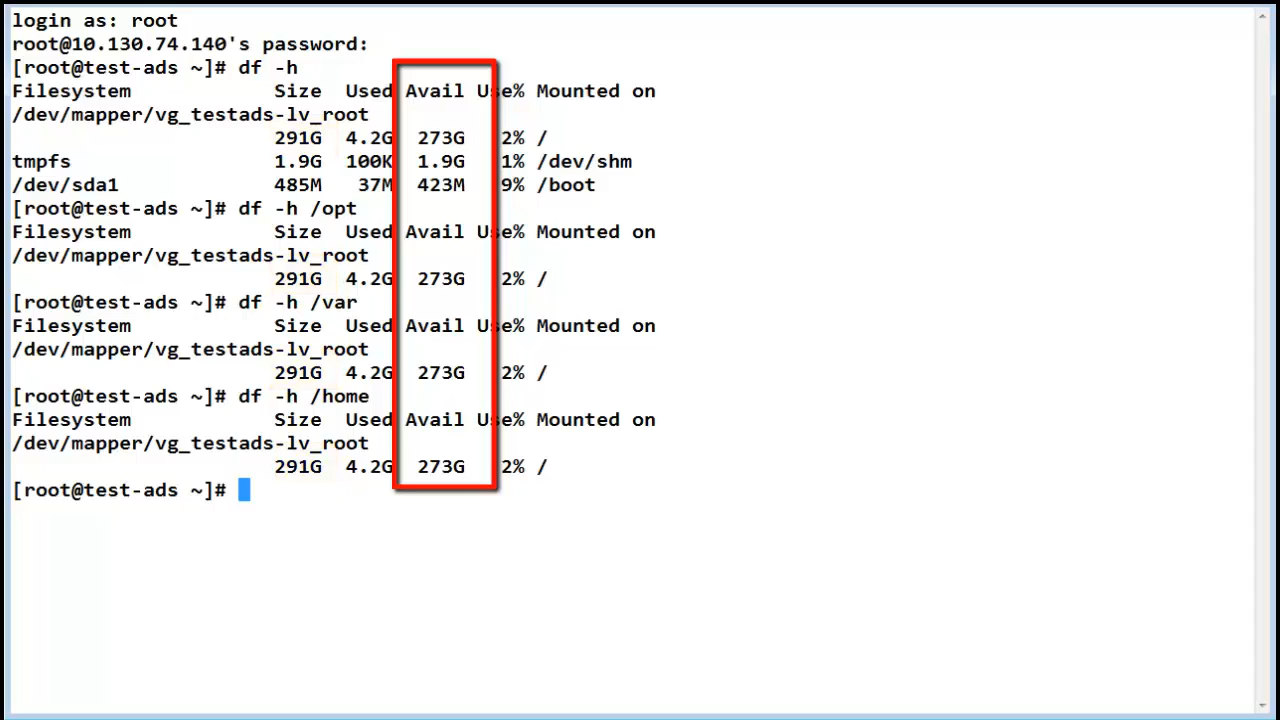 login as: root
root@10.130.74.140's password:
[root@test-ads ~]# df -h
Filesystem            Size  Used Avail Use% Mounted on
/dev/mapper/vg_testads-lv_root
                      291G  4.2G  273G   2% /
tmpfs                 1.9G  100K  1.9G   1% /dev/shm
/dev/sda1             485M   37M  423M   9% /boot
[root@test-ads ~]# df -h /opt
Filesystem            Size  Used Avail Use% Mounted on
/dev/mapper/vg_testads-lv_root
                      291G  4.2G  273G   2% /
[root@test-ads ~]# df -h /var
Filesystem            Size  Used Avail Use% Mounted on
/dev/mapper/vg_testads-lv_root
                      291G  4.2G  273G   2% /
[root@test-ads ~]# df -h /home
Filesystem            Size  Used Avail Use% Mounted on
/dev/mapper/vg_testads-lv_root
                      291G  4.2G  273G   2% /
[root@test-ads ~]#